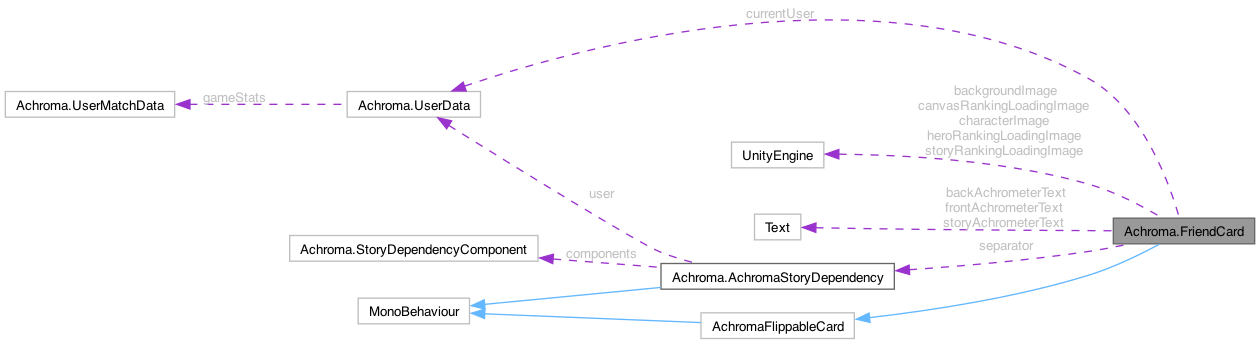 currentUser
gameStats
Achroma.UserMatchData
Achroma.UserData
backgroundImage
canvasRankingLoadingImage
characterImage
heroRankingLoadingImage
storyRankingLoadingImage
UnityEngine
user
backAchrometerText
frontAchrometerText
storyAchrometerText
Text
Achroma.FriendCard
Achroma.StoryDependencyComponent
components
separator
Achroma.AchromaStoryDependency
MonoBehaviour
AchromaFlippableCard